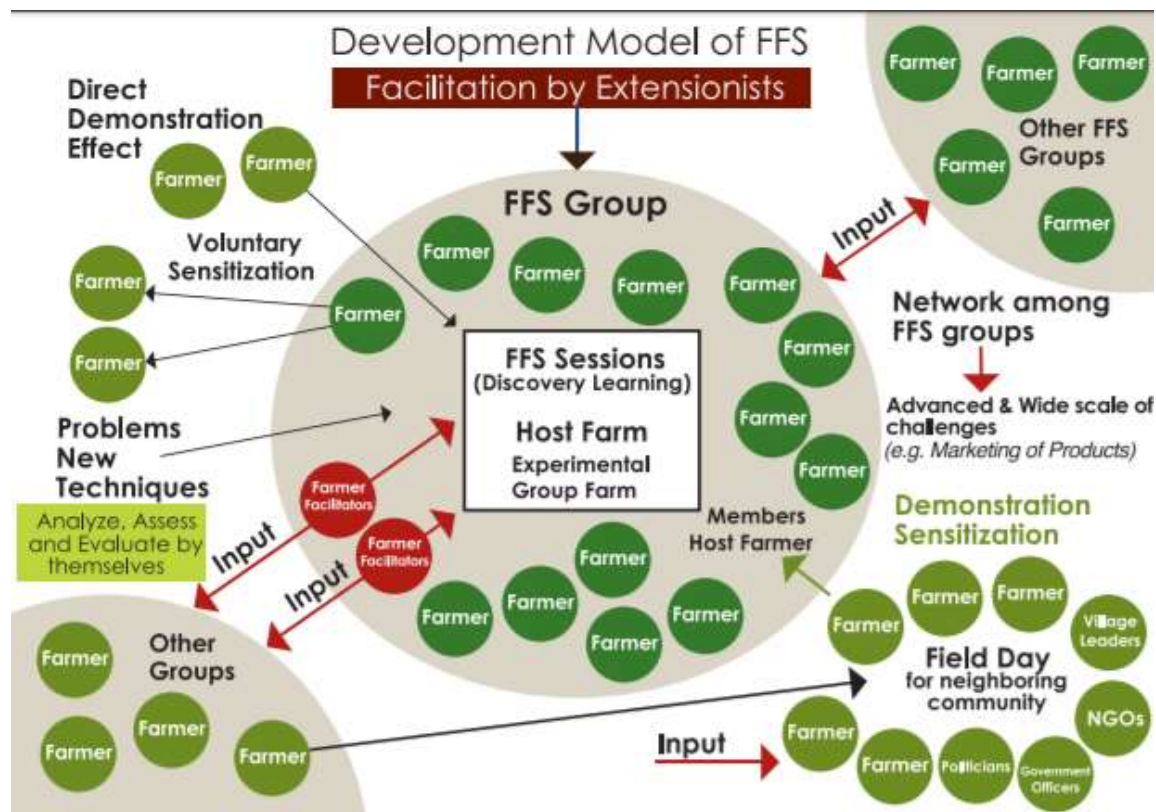 Development Model of FFS
Facilitation by Extensionists
Direct
Demonstration
Effect
Farmer
Farmer
Voluntary
Sensitization
Farmer
Farmer
Farmer
Problems
New
Techniques
Analyze, Assess
and Evaluate by
themselves
FFS Group
Farmer
Farmer
Farmer
Farmer
Farmer
Farmer
Farmer
FFS Sessions
(Discovery Learning)
Host Farm
Experimental
Group Farm
Farmer
Facilitators
Farmer
Facilitators
Input
Input
Members
Host Farmer
Farmer
Farmer
Farmer
Farmer
Farmer
Other
Groups
Farmer
Farmer
Farmer
Farmer
Farmer
Farmer
Farmer
Other FFS
Groups
Farmer
Farmer
Input
Network among
FFS groups
Advanced & Wide scale of
challenges
(e.g. Marketing of Products)
Demonstration
Sensitization
Farmer
Farmer
Farmer
Village
Leaders
Field Day
for neighboring
community
NGOs
Input
Farmer
Farmer
Politicians
Government
Officers